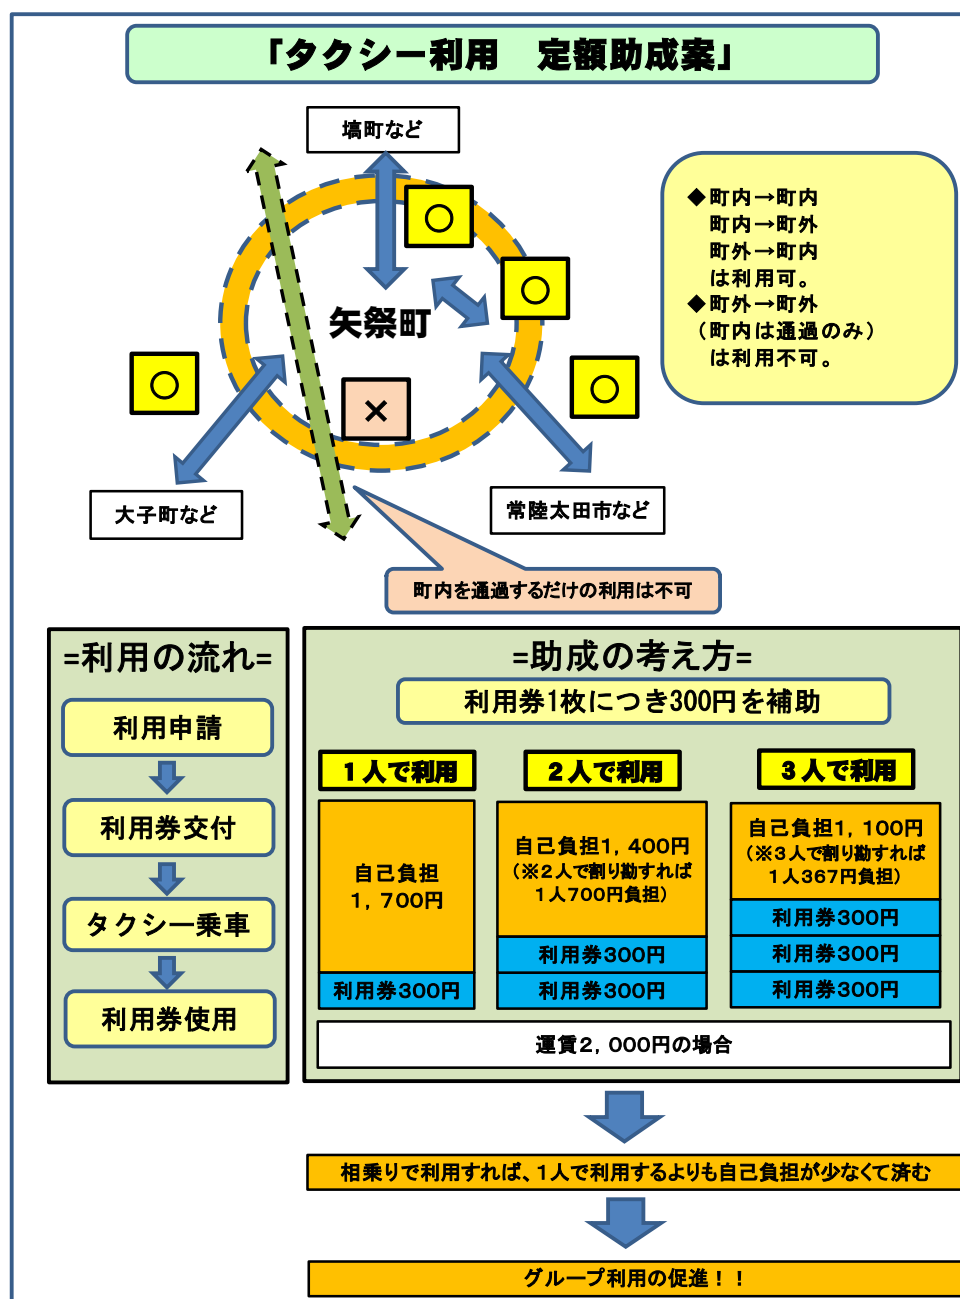 「タクシー利用　定額助成案」
塙町など
○
○
矢祭町
○
×
○
大子町など
常陸太田市など
◆町内→町内
町内→町外
町外→町内
は利用可。
◆町外→町外
（町内は通過のみ）
は利用不可。
町内を通過するだけの利用は不可
=利用の流れ=
利用申請
利用券交付
タクシー乗車
利用券使用
=助成の考え方=
利用券1枚につき300円を補助
１人で利用
自己負担
１，７００円
利用券３００円
２人で利用
自己負担１，４００円
（※２人で割り勘すれば
１人７００円負担）
利用券３００円
利用券３００円
３人で利用
自己負担１，１００円
（※３人で割り勘すれば
１人３６７円負担）
利用券３００円
利用券３００円
利用券３００円
運賃２，０００円の場合
相乗りで利用すれば、１人で利用するよりも自己負担が少なくて済む
グループ利用の促進！！